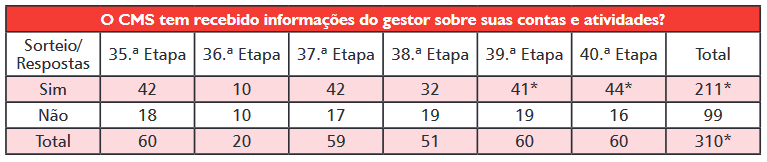 O CMS tem recebido informações do gestor sobre suas contas e atividades?
Sorteio/ Respostas 35.ª Etapa 36.ª Etapa 37.ª Etapa 38.ª Etapa 39.ª Etapa 40.ª Etapa Total
Sim 42 10 42 32 41* 44* 211*
Não 18 10 17 19 19 16 99
Total 60 20 59 51 60 60 310*